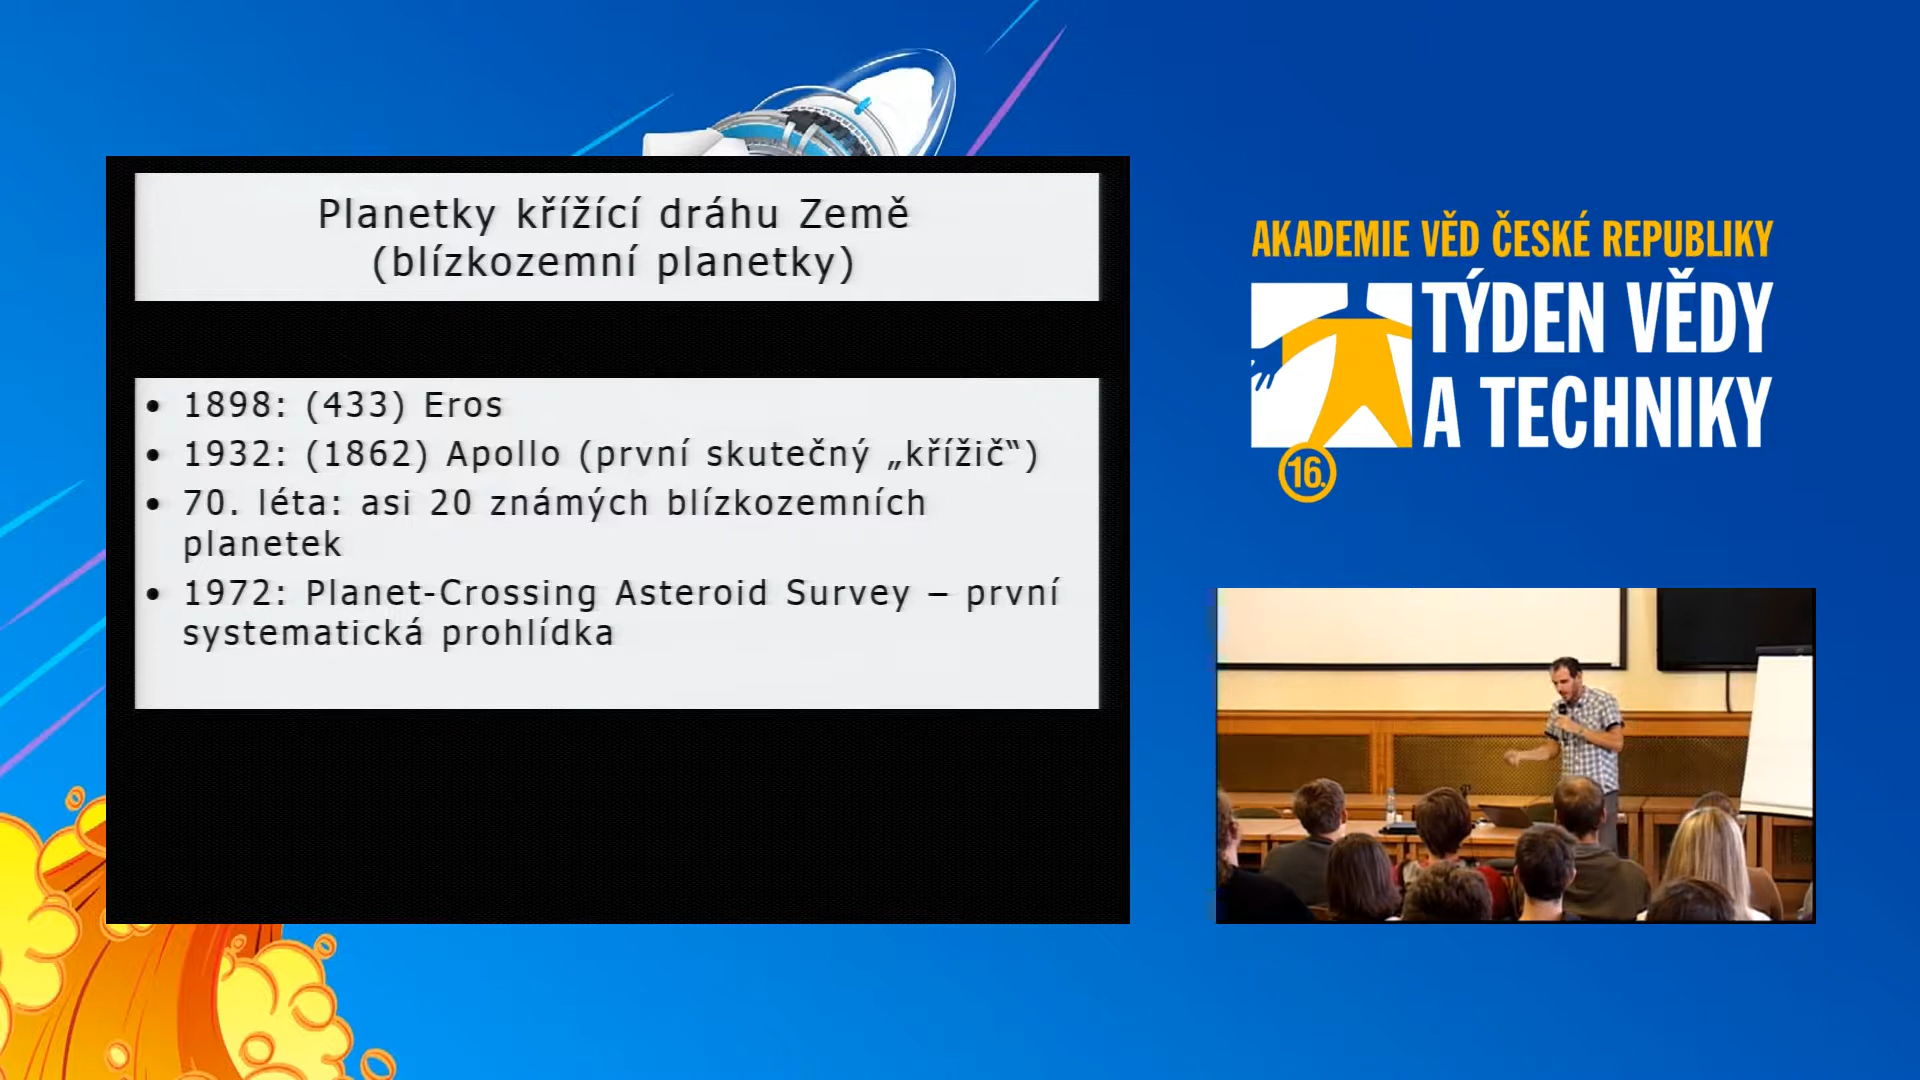 Planetky křížící dráhu Země
(blízkozemní planetky)
• 1898: (433) Eros
• 1932: (1862) Apollo (první skutečný „křížič“)
• 70. léta: asi 20 známých blízkozemních
planetek
• 1972: Planet-Crossing Asteroid Survey – první
systematická prohlídka
AKADEMIE VĚD ČESKÉ REPUBLIKY
TÝDEN VĚDY
A TECHNIKY
16.